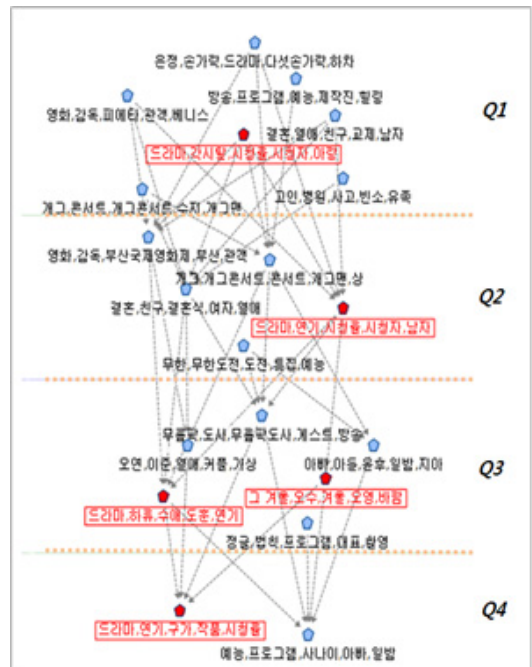 은정,손가락,드라마,다섯손가락,하차
방송,프로그램,예능,제작진,힐링
영화,감독,피에타,관객,베니스
Q1
결혼,열애,친구,교제,남자
드라마,각시탈,시청률,시청자,아랑
고인,병원,사고,빈소,유족
개그,콘서트,개그콘서트,수지,개그맨
영화,감독,부산국제영화제,부산,관객
개그,개그콘서트,콘서트,개그맨,상
Q2
결혼,친구,결혼식,여자,열애
드라마,연기,시청률,시청자,남자
무한,무한도전,도전,특집,예능
무릎팍,도사,무릎팍도사,게스트,방송
오연,이준,열애,커플,가상
아빠,아들,윤후,일밤,지아
Q3
그 겨울,오수,겨울,오영,바람
드라마,하류,수애,도훈,연기
정글,법칙,프로그램,대표,촬영
드라마,연기,구가,작품,시청률
Q4
예능,프로그램,사나이,아빠,일밤